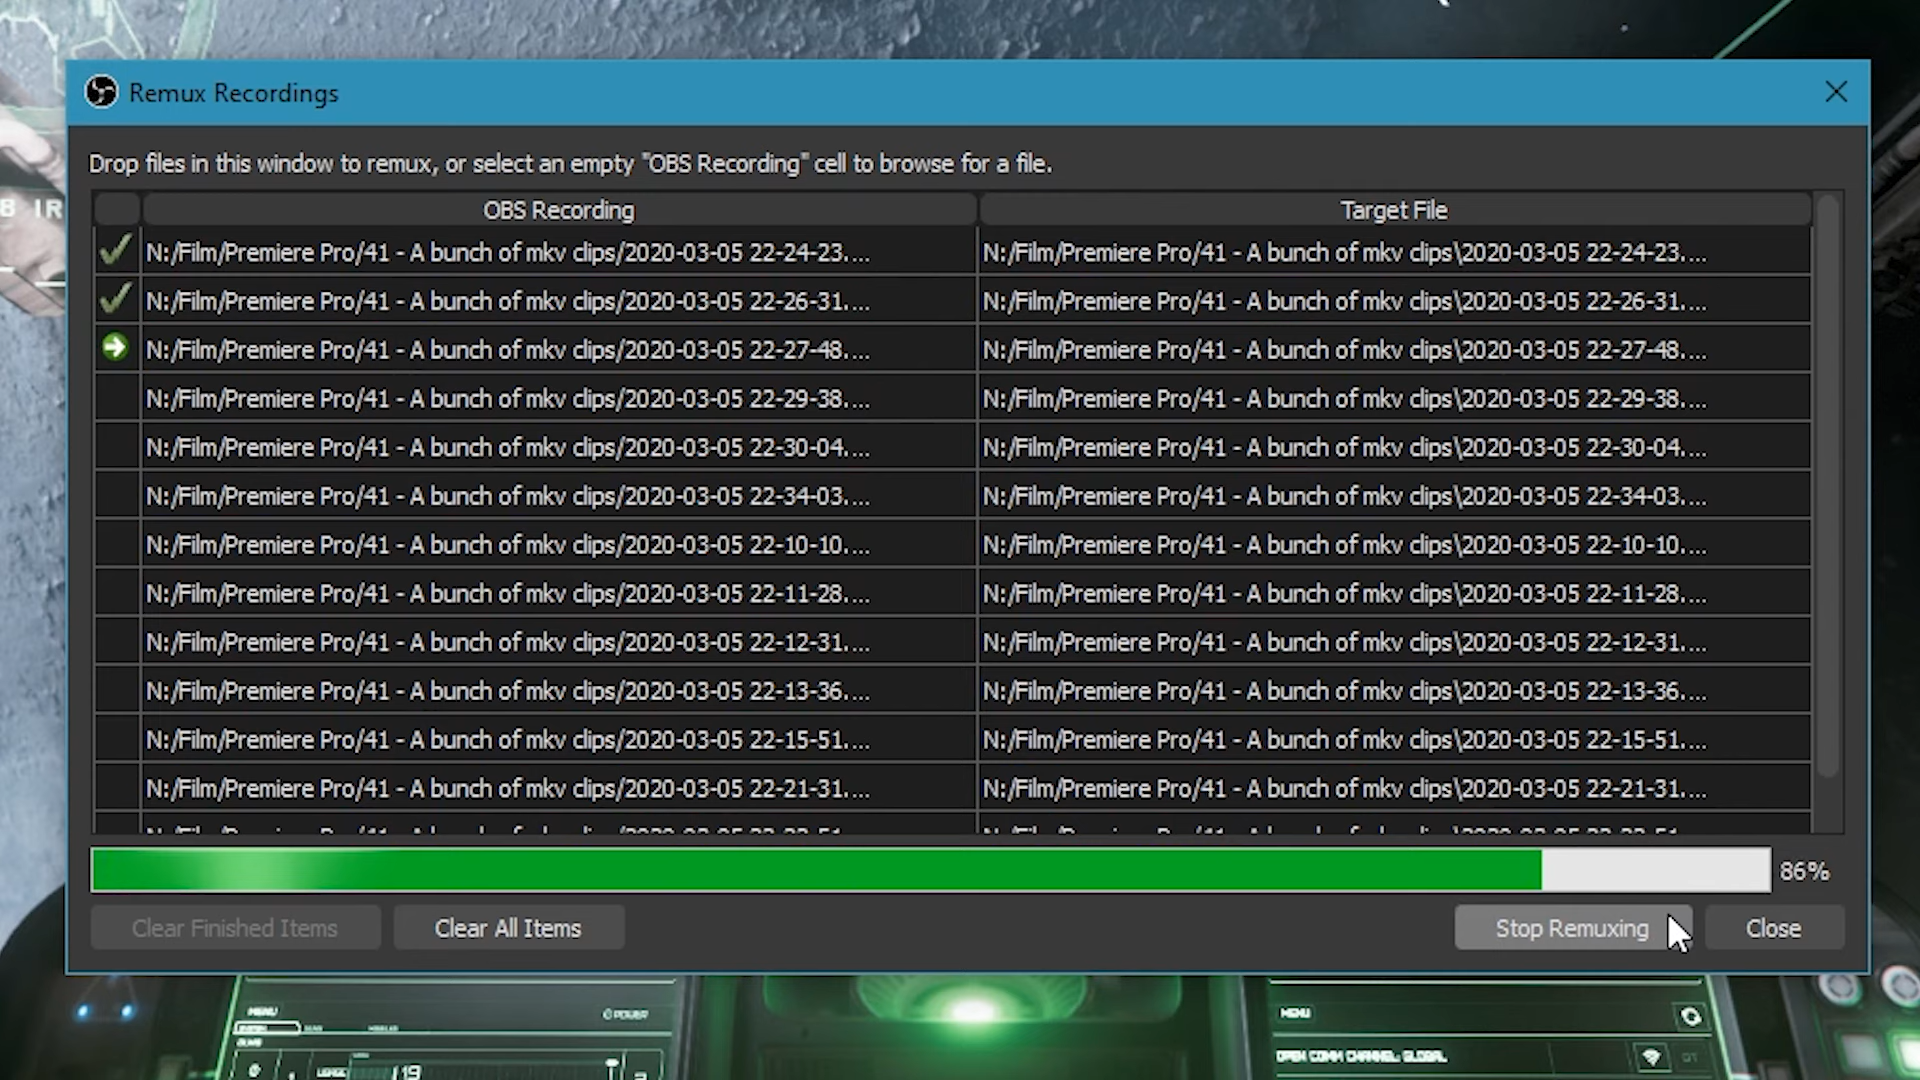 Remux Recordings
Drop files in this window to remux, or select an empty "OBS Recording" cell to browse for a file.
OBS Recording Target File
N:/Film/Premiere Pro/41 - A bunch of mkv clips/2020-03-05 22-24-23.... N:/Film/Premiere Pro/41 - A bunch of mkv clips\2020-03-05 22-24-23....
N:/Film/Premiere Pro/41 - A bunch of mkv clips/2020-03-05 22-26-31.... N:/Film/Premiere Pro/41 - A bunch of mkv clips\2020-03-05 22-26-31....
N:/Film/Premiere Pro/41 - A bunch of mkv clips/2020-03-05 22-27-48.... N:/Film/Premiere Pro/41 - A bunch of mkv clips\2020-03-05 22-27-48....
N:/Film/Premiere Pro/41 - A bunch of mkv clips/2020-03-05 22-29-38.... N:/Film/Premiere Pro/41 - A bunch of mkv clips\2020-03-05 22-29-38....
N:/Film/Premiere Pro/41 - A bunch of mkv clips/2020-03-05 22-30-04.... N:/Film/Premiere Pro/41 - A bunch of mkv clips\2020-03-05 22-30-04....
N:/Film/Premiere Pro/41 - A bunch of mkv clips/2020-03-05 22-34-03.... N:/Film/Premiere Pro/41 - A bunch of mkv clips\2020-03-05 22-34-03....
N:/Film/Premiere Pro/41 - A bunch of mkv clips/2020-03-05 22-10-10.... N:/Film/Premiere Pro/41 - A bunch of mkv clips\2020-03-05 22-10-10....
N:/Film/Premiere Pro/41 - A bunch of mkv clips/2020-03-05 22-11-28.... N:/Film/Premiere Pro/41 - A bunch of mkv clips\2020-03-05 22-11-28....
N:/Film/Premiere Pro/41 - A bunch of mkv clips/2020-03-05 22-12-31.... N:/Film/Premiere Pro/41 - A bunch of mkv clips\2020-03-05 22-12-31....
N:/Film/Premiere Pro/41 - A bunch of mkv clips/2020-03-05 22-13-36.... N:/Film/Premiere Pro/41 - A bunch of mkv clips\2020-03-05 22-13-36....
N:/Film/Premiere Pro/41 - A bunch of mkv clips/2020-03-05 22-15-51.... N:/Film/Premiere Pro/41 - A bunch of mkv clips\2020-03-05 22-15-51....
N:/Film/Premiere Pro/41 - A bunch of mkv clips/2020-03-05 22-21-31.... N:/Film/Premiere Pro/41 - A bunch of mkv clips\2020-03-05 22-21-31....
86%
Clear Finished Items Clear All Items Stop Remuxing Close
MENU POWER MENU
OPEN COMM CHANNEL: GLOBAL